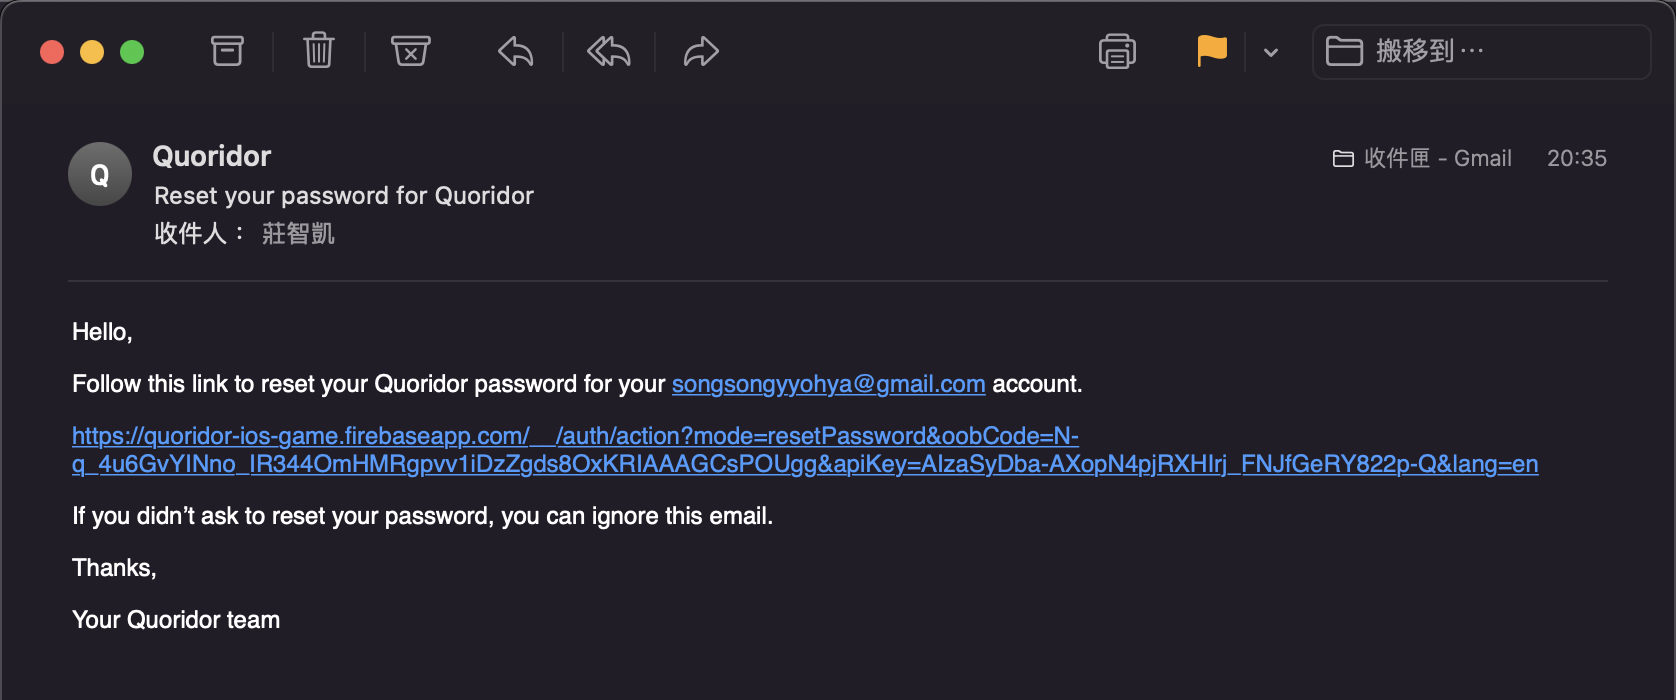 搬移到…
Q
Quoridor
收件匣 - Gmail 20:35
Reset your password for Quoridor
收件人： 莊智凱
Hello,
Follow this link to reset your Quoridor password for your songsongyyohya@gmail.com account.
https://quoridor-ios-game.firebaseapp.com/__/auth/action?mode=resetPassword&oobCode=N-
q_4u6GvYINno_IR344OmHMRgpvv1iDzZgds8OxKRIAAAGCsPOUgg&apiKey=AIzaSyDba-AXopN4pjRXHIrj_FNJfGeRY822p-Q&lang=en
If you didn’t ask to reset your password, you can ignore this email.
Thanks,
Your Quoridor team